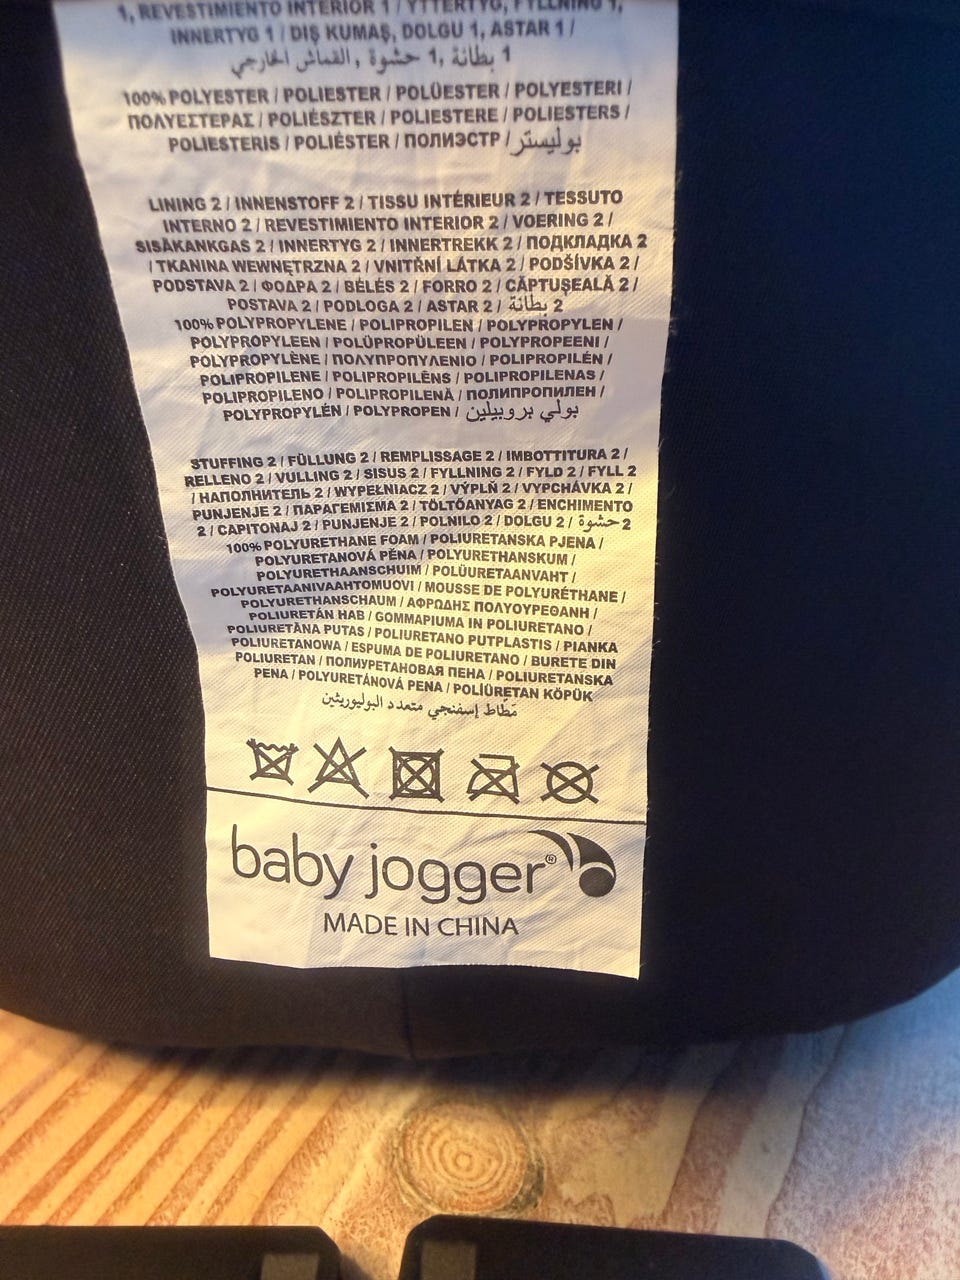 1, REVESTIMIENTO INTERIOR 1 / YTTERTYG, FYLLNING 1,
INNERTYG 1 / DIŞ KUMAŞ, DOLGU 1, ASTAR 1 /
القماش الخارجي, حشوة 1, بطانة 1
100% POLYESTER / POLIESTER / POLÜESTER / POLYESTERI /
ΠΟΛΥΕΣΤΕΡΑΣ / POLIÉSZTER / POLIESTERE / POLIESTERS /
POLIESTERIS / POLIÉSTER / ПОЛИЭСТР / بوليستر
LINING 2 / INNENSTOFF 2 / TISSU INTÉRIEUR 2 / TESSUTO
INTERNO 2 / REVESTIMIENTO INTERIOR 2 / VOERING 2 /
SISÄKANKGAS 2 / INNERTYG 2 / INNERTREKK 2 / ПОДКЛАДКА 2
/ TKANINA WEWNĘTRZNA 2 / VNITŘNÍ LÁTKA 2 / PODŠÍVKA 2 /
PODSTAVA 2 / ΦΟΔΡΑ 2 / BÉLÉS 2 / FORRO 2 / CĂPTUŞEALĂ 2 /
POSTAVA 2 / PODLOGA 2 / ASTAR 2 / بطانة 2
100% POLYPROPYLENE / POLIPROPILEN / POLYPROPYLEN /
POLYPROPYLEEN / POLÜPROPÜLEEN / POLYPROPEENI /
POLYPROPYLÈNE / ΠΟΛΥΠΡΟΠΥΛΕΝΙΟ / POLIPROPILÉN /
POLIPROPILENE / POLIPROPILĒNS / POLIPROPILENAS /
POLIPROPILENO / POLIPROPILENĂ / ПОЛИПРОПИЛЕН /
POLYPROPYLÉN / POLYPROPEN / بولي بروبيلين
STUFFING 2 / FÜLLUNG 2 / REMPLISSAGE 2 / IMBOTTITURA 2 /
RELLENO 2 / VULLING 2 / SISUS 2 / FYLLNING 2 / FYLD 2 / FYLL 2
/ НАПОЛНИТЕЛЬ 2 / WYPEŁNIACZ 2 / VÝPLŇ 2 / VYPCHÁVKA 2 /
PUNJENJE 2 / ΠΑΡΑΓΕΜΙΣΜΑ 2 / TÖLTŐANYAG 2 / ENCHIMENTO
2 / CAPITONAJ 2 / PUNJENJE 2 / POLNILO 2 / DOLGU 2 / حشوة 2
100% POLYURETHANE FOAM / POLIURETANSKA PJENA /
POLYURETANOVÁ PĚNA / POLYURETHANSKUM /
POLYURETHAANSCHUIM / POLÜURETAANVAHT /
POLYURETAANIVAAHTOMUOVI / MOUSSE DE POLYURÉTHANE /
POLYURETHANSCHAUM / ΑΦΡΩΔΗΣ ΠΟΛΥΟΥΡΕΘΑΝΗ /
POLIURETÁN HAB / GOMMAPIUMA IN POLIURETANO /
POLIURETĀNA PUTAS / POLIURETANO PUTPLASTIS / PIANKA
POLIURETANOWA / ESPUMA DE POLIURETANO / BURETE DIN
POLIURETAN / ПОЛИУРЕТАНОВАЯ ПЕНА / POLIURETANSKA
PENA / POLYURETÁNOVÁ PENA / POLİÜRETAN KÖPÜK
مَطّاط إسفنجي متعدد البوليوريثين
baby jogger®
MADE IN CHINA